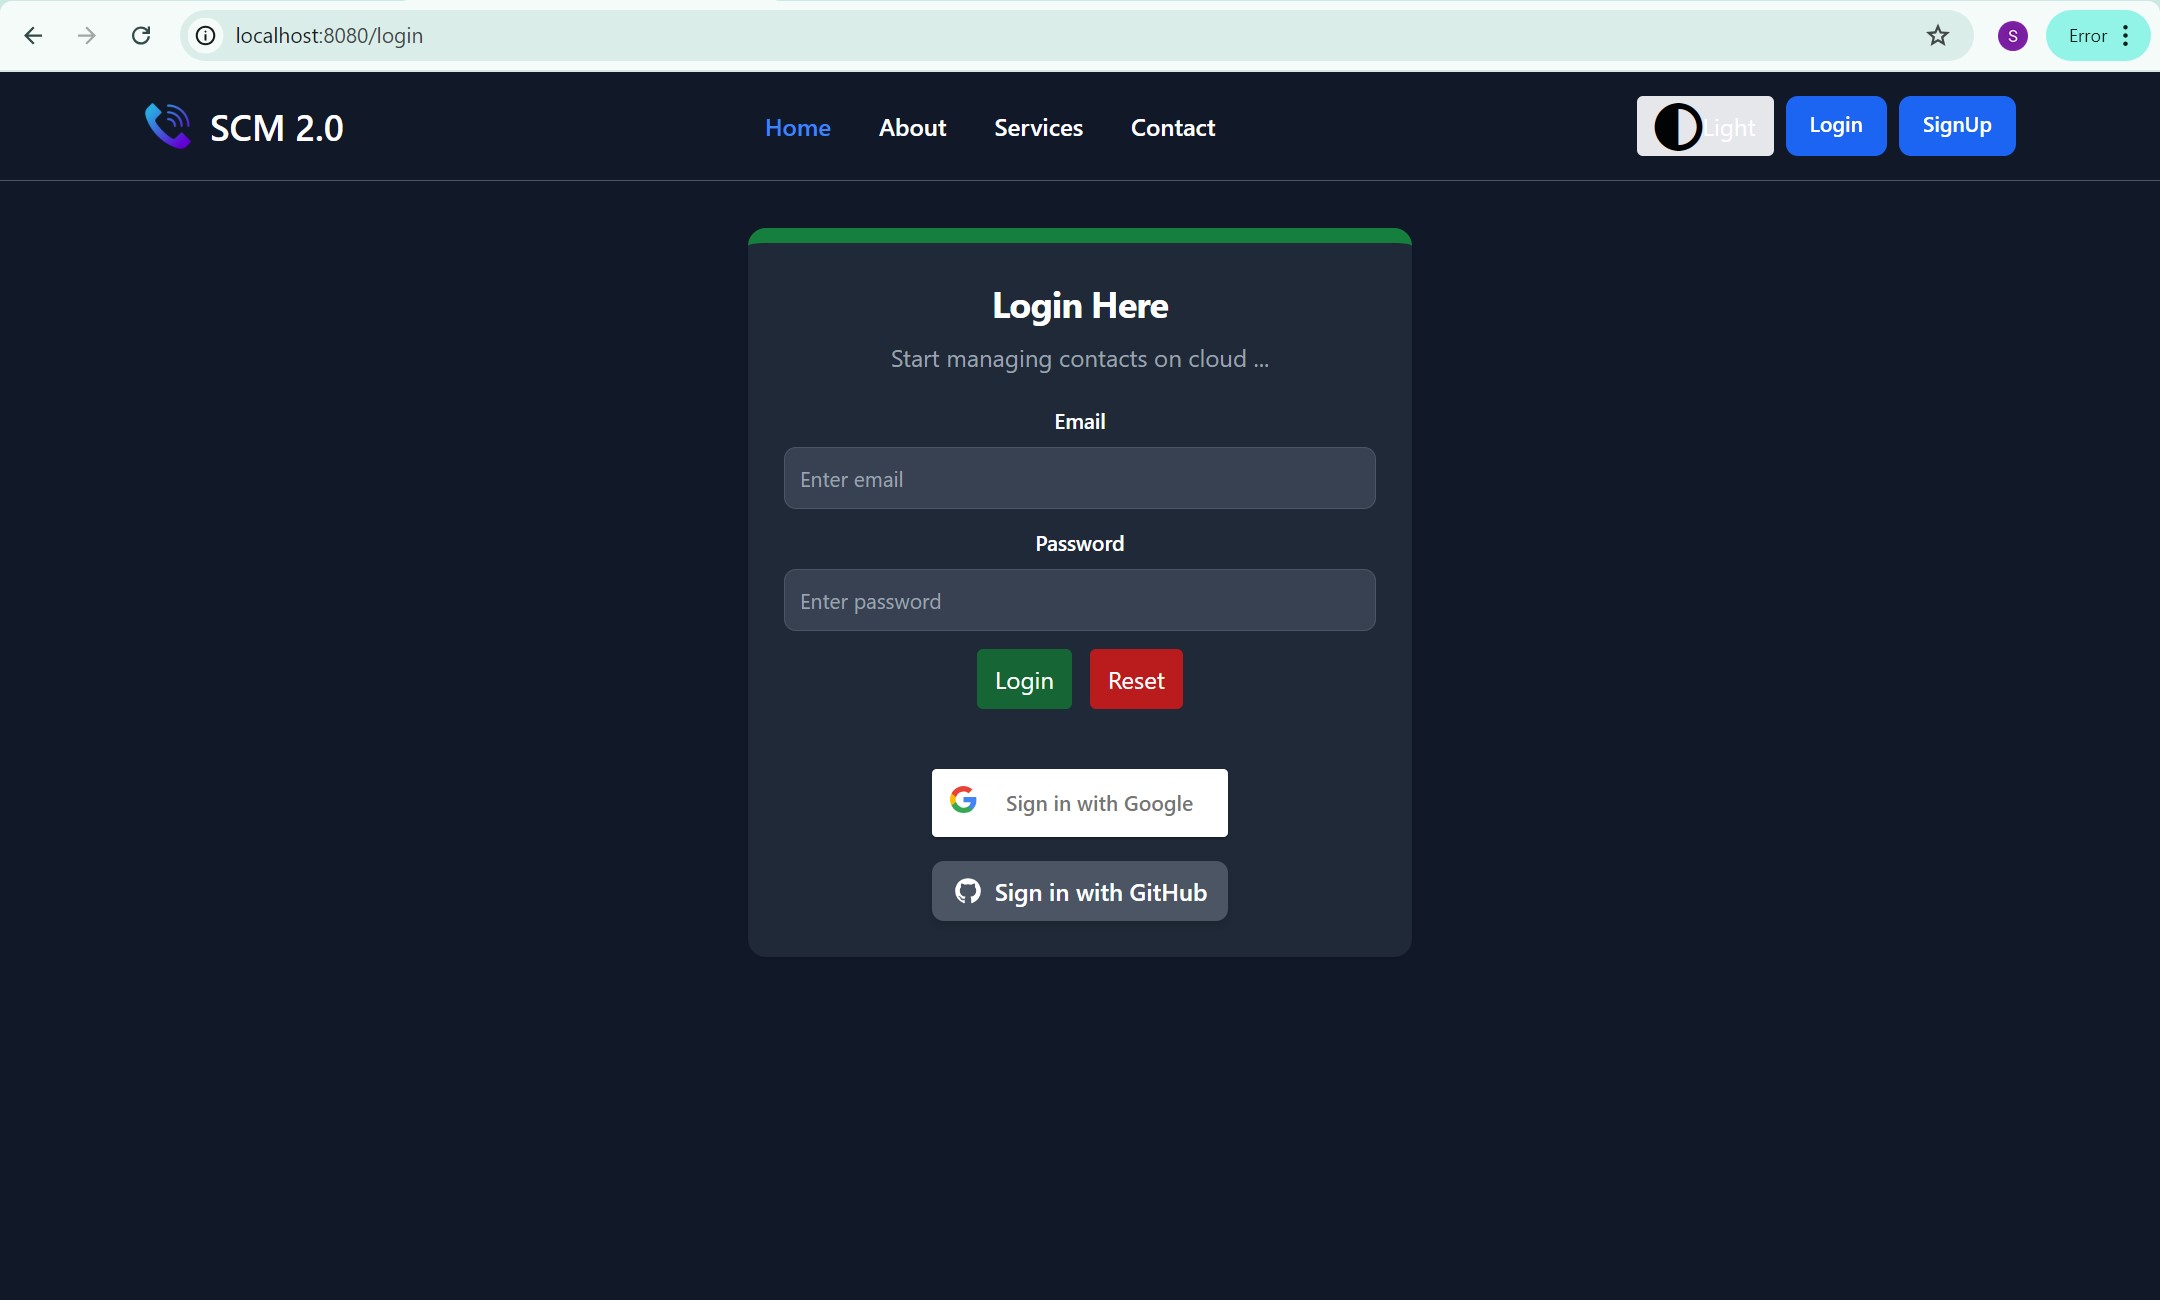 localhost:8080/login
S
Error
SCM 2.0
Home About Services Contact
Light Login SignUp
Login Here
Start managing contacts on cloud ...
Email
Enter email
Password
Enter password
Login Reset
Sign in with Google
Sign in with GitHub